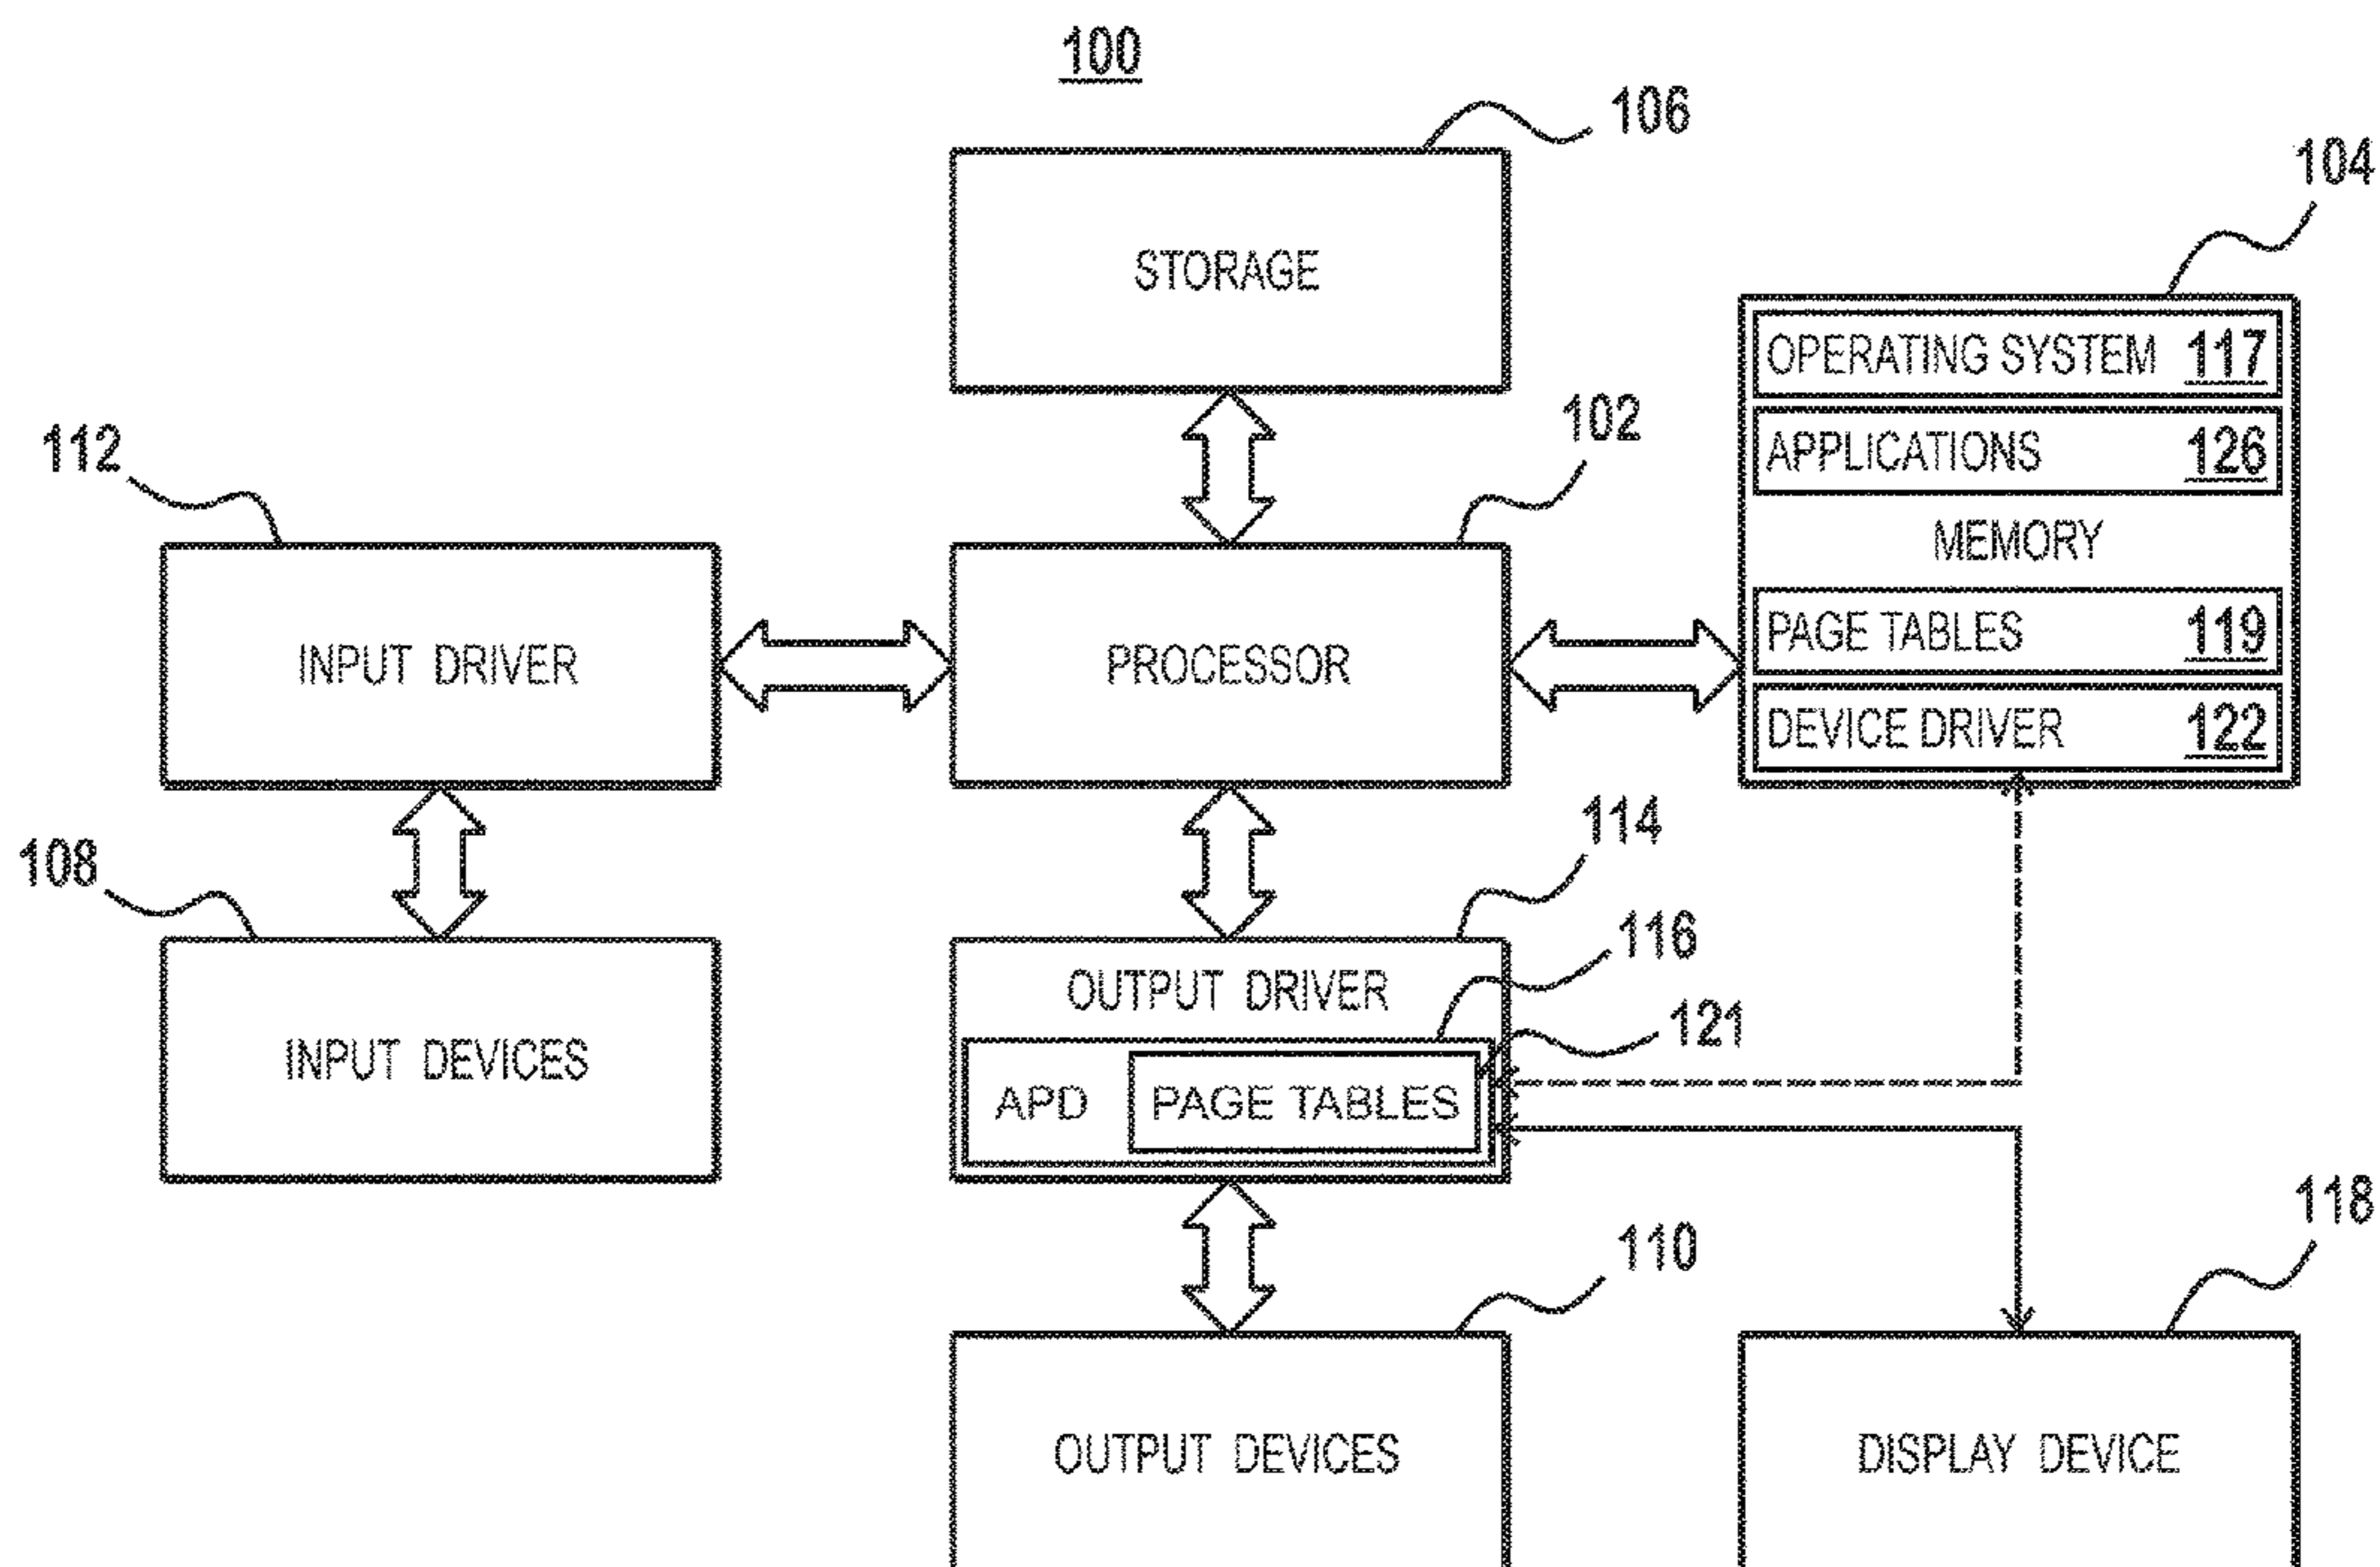 100
106
104
STORAGE
OPERATING SYSTEM 117
102
112
APPLICATIONS 126
MEMORY
INPUT DRIVER
PROCESSOR
PAGE TABLES 119
DEVICE DRIVER 122
114
108
116
OUTPUT DRIVER
121
INPUT DEVICES
APD
PAGE TABLES
118
110
OUTPUT DEVICES
DISPLAY DEVICE